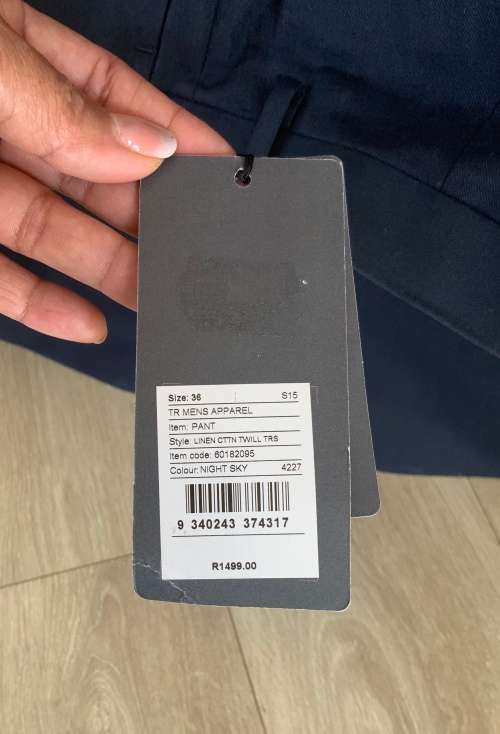 Size: 36 S15
TR MENS APPAREL
Item: PANT
Style: LINEN CTTN TWILL TRS
Item code: 60182095
Colour: NIGHT SKY 4227
9 340243 374317
R1499.00